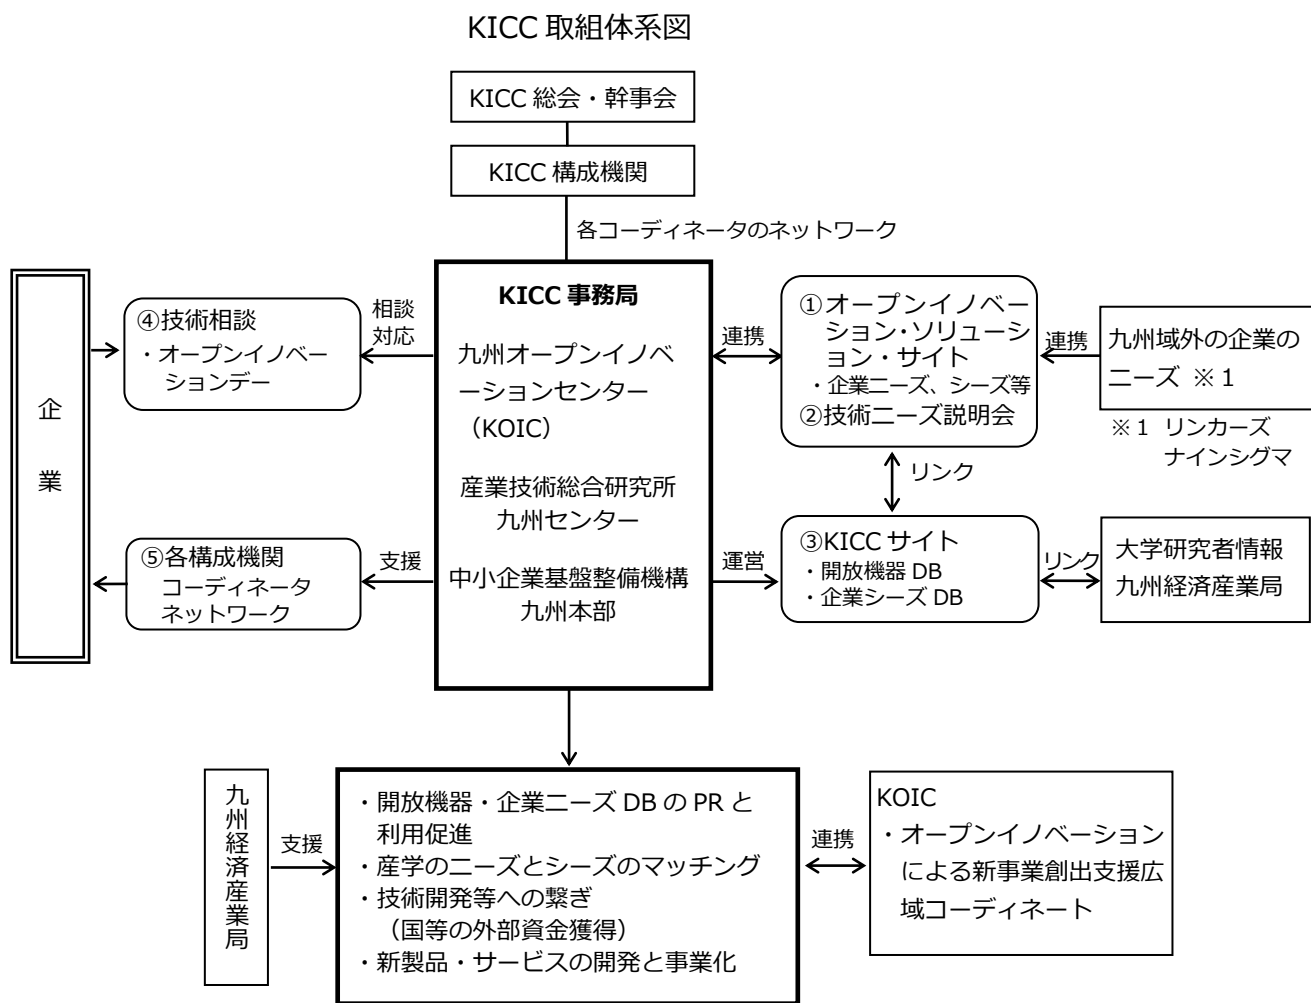 KICC 取組体系図
KICC 総会・幹事会
KICC 構成機関
各コーディネータのネットワーク
企
業
④技術相談
・オープンイノベー
ションデー
相談
対応
⑤各構成機関
コーディネータ
ネットワーク
支援
KICC 事務局
九州オープンイノベ
ーションセンター
（KOIC）
産業技術総合研究所
九州センター
中小企業基盤整備機構
九州本部
連携
①オープンイノベー
ション・ソリューシ
ョン・サイト
・企業ニーズ、シーズ等
②技術ニーズ説明会
連携
九州域外の企業の
ニーズ ※１
※１ リンカーズ
ナインシグマ
リンク
運営
③KICC サイト
・開放機器 DB
・企業シーズ DB
リンク
大学研究者情報
九州経済産業局
九州経済産業局
支援
・開放機器・企業ニーズ DB の PR と
利用促進
・産学のニーズとシーズのマッチング
・技術開発等への繋ぎ
（国等の外部資金獲得）
・新製品・サービスの開発と事業化
連携
KOIC
・オープンイノベーション
による新事業創出支援広
域コーディネート